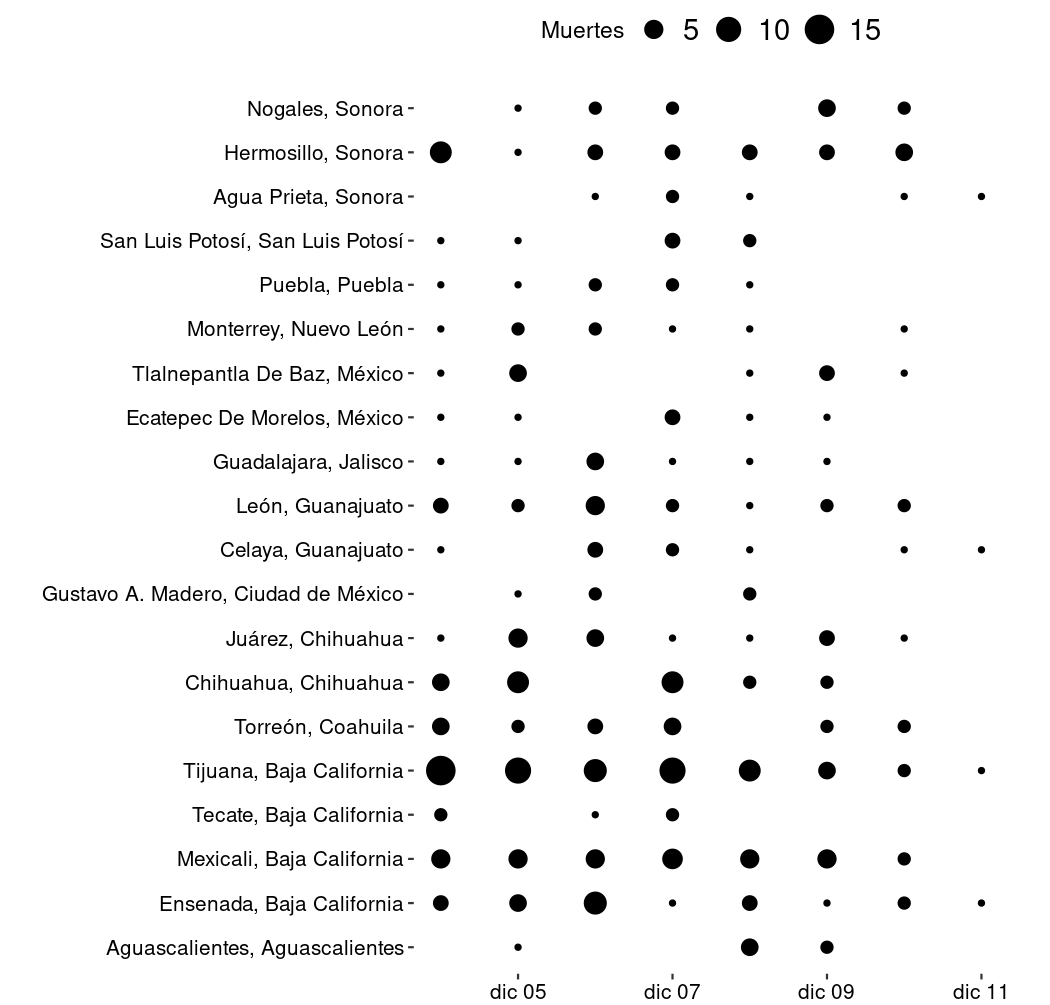 Muertes 5 10 15
Nogales, Sonora
Hermosillo, Sonora
Agua Prieta, Sonora
San Luis Potosí, San Luis Potosí
Puebla, Puebla
Monterrey, Nuevo León
Tlalnepantla De Baz, México
Ecatepec De Morelos, México
Guadalajara, Jalisco
León, Guanajuato
Celaya, Guanajuato
Gustavo A. Madero, Ciudad de México
Juárez, Chihuahua
Chihuahua, Chihuahua
Torreón, Coahuila
Tijuana, Baja California
Tecate, Baja California
Mexicali, Baja California
Ensenada, Baja California
Aguascalientes, Aguascalientes
dic 05 dic 07 dic 09 dic 11